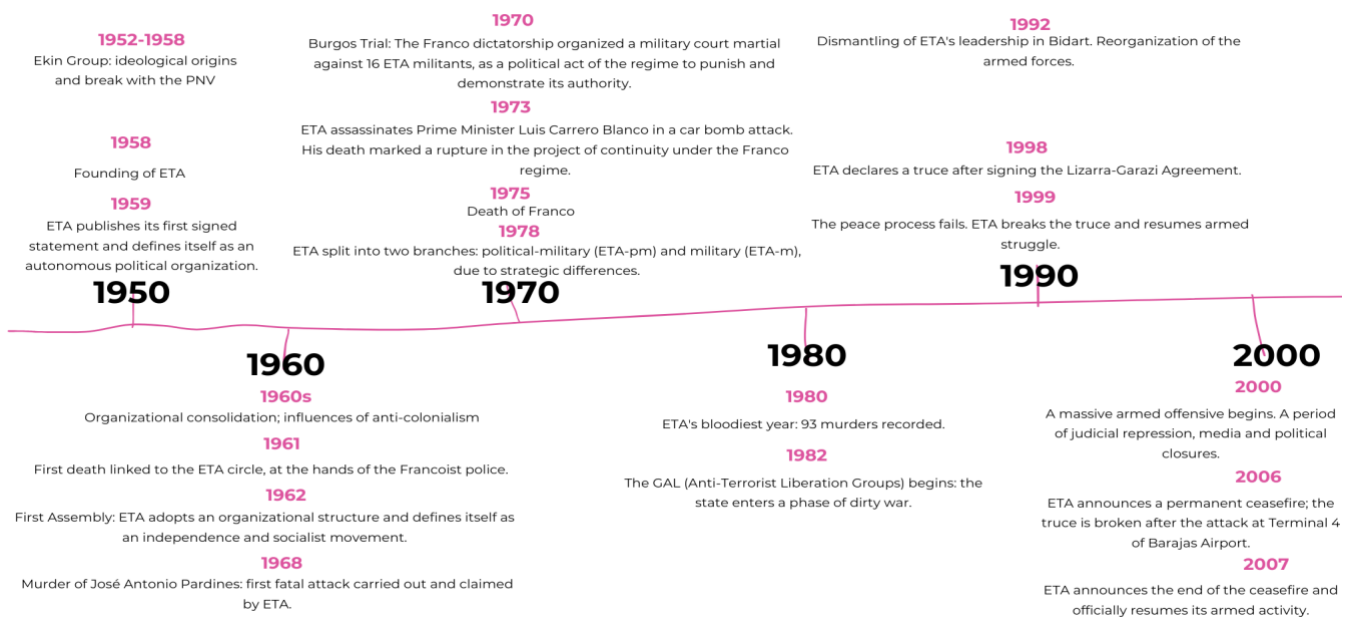 1952-1958
Ekin Group: ideological origins
and break with the PNV
1958
Founding of ETA
1959
ETA publishes its first signed
statement and defines itself as an
autonomous political organization.
1950
1960
1960s
Organizational consolidation; influences of anti-colonialism
1961
First death linked to the ETA circle, at the hands of the Francoist police.
1962
First Assembly: ETA adopts an organizational structure and defines itself as
an independence and socialist movement.
1968
Murder of José Antonio Pardines: first fatal attack carried out and claimed
by ETA.
1970
Burgos Trial: The Franco dictatorship organized a military court martial
against 16 ETA militants, as a political act of the regime to punish and
demonstrate its authority.
1973
ETA assassinates Prime Minister Luis Carrero Blanco in a car bomb attack.
His death marked a rupture in the project of continuity under the Franco
regime.
1975
Death of Franco
1978
ETA split into two branches: political-military (ETA-pm) and military (ETA-m),
due to strategic differences.
1970
1980
1980
ETA's bloodiest year: 93 murders recorded.
1982
The GAL (Anti-Terrorist Liberation Groups) begins: the
state enters a phase of dirty war.
1992
Dismantling of ETA's leadership in Bidart. Reorganization of the
armed forces.
1998
ETA declares a truce after signing the Lizarra-Garazi Agreement.
1999
The peace process fails. ETA breaks the truce and resumes armed
struggle.
1990
2000
2000
A massive armed offensive begins. A period
of judicial repression, media and political
closures.
2006
ETA announces a permanent ceasefire; the
truce is broken after the attack at Terminal 4
of Barajas Airport.
2007
ETA announces the end of the ceasefire and
officially resumes its armed activity.